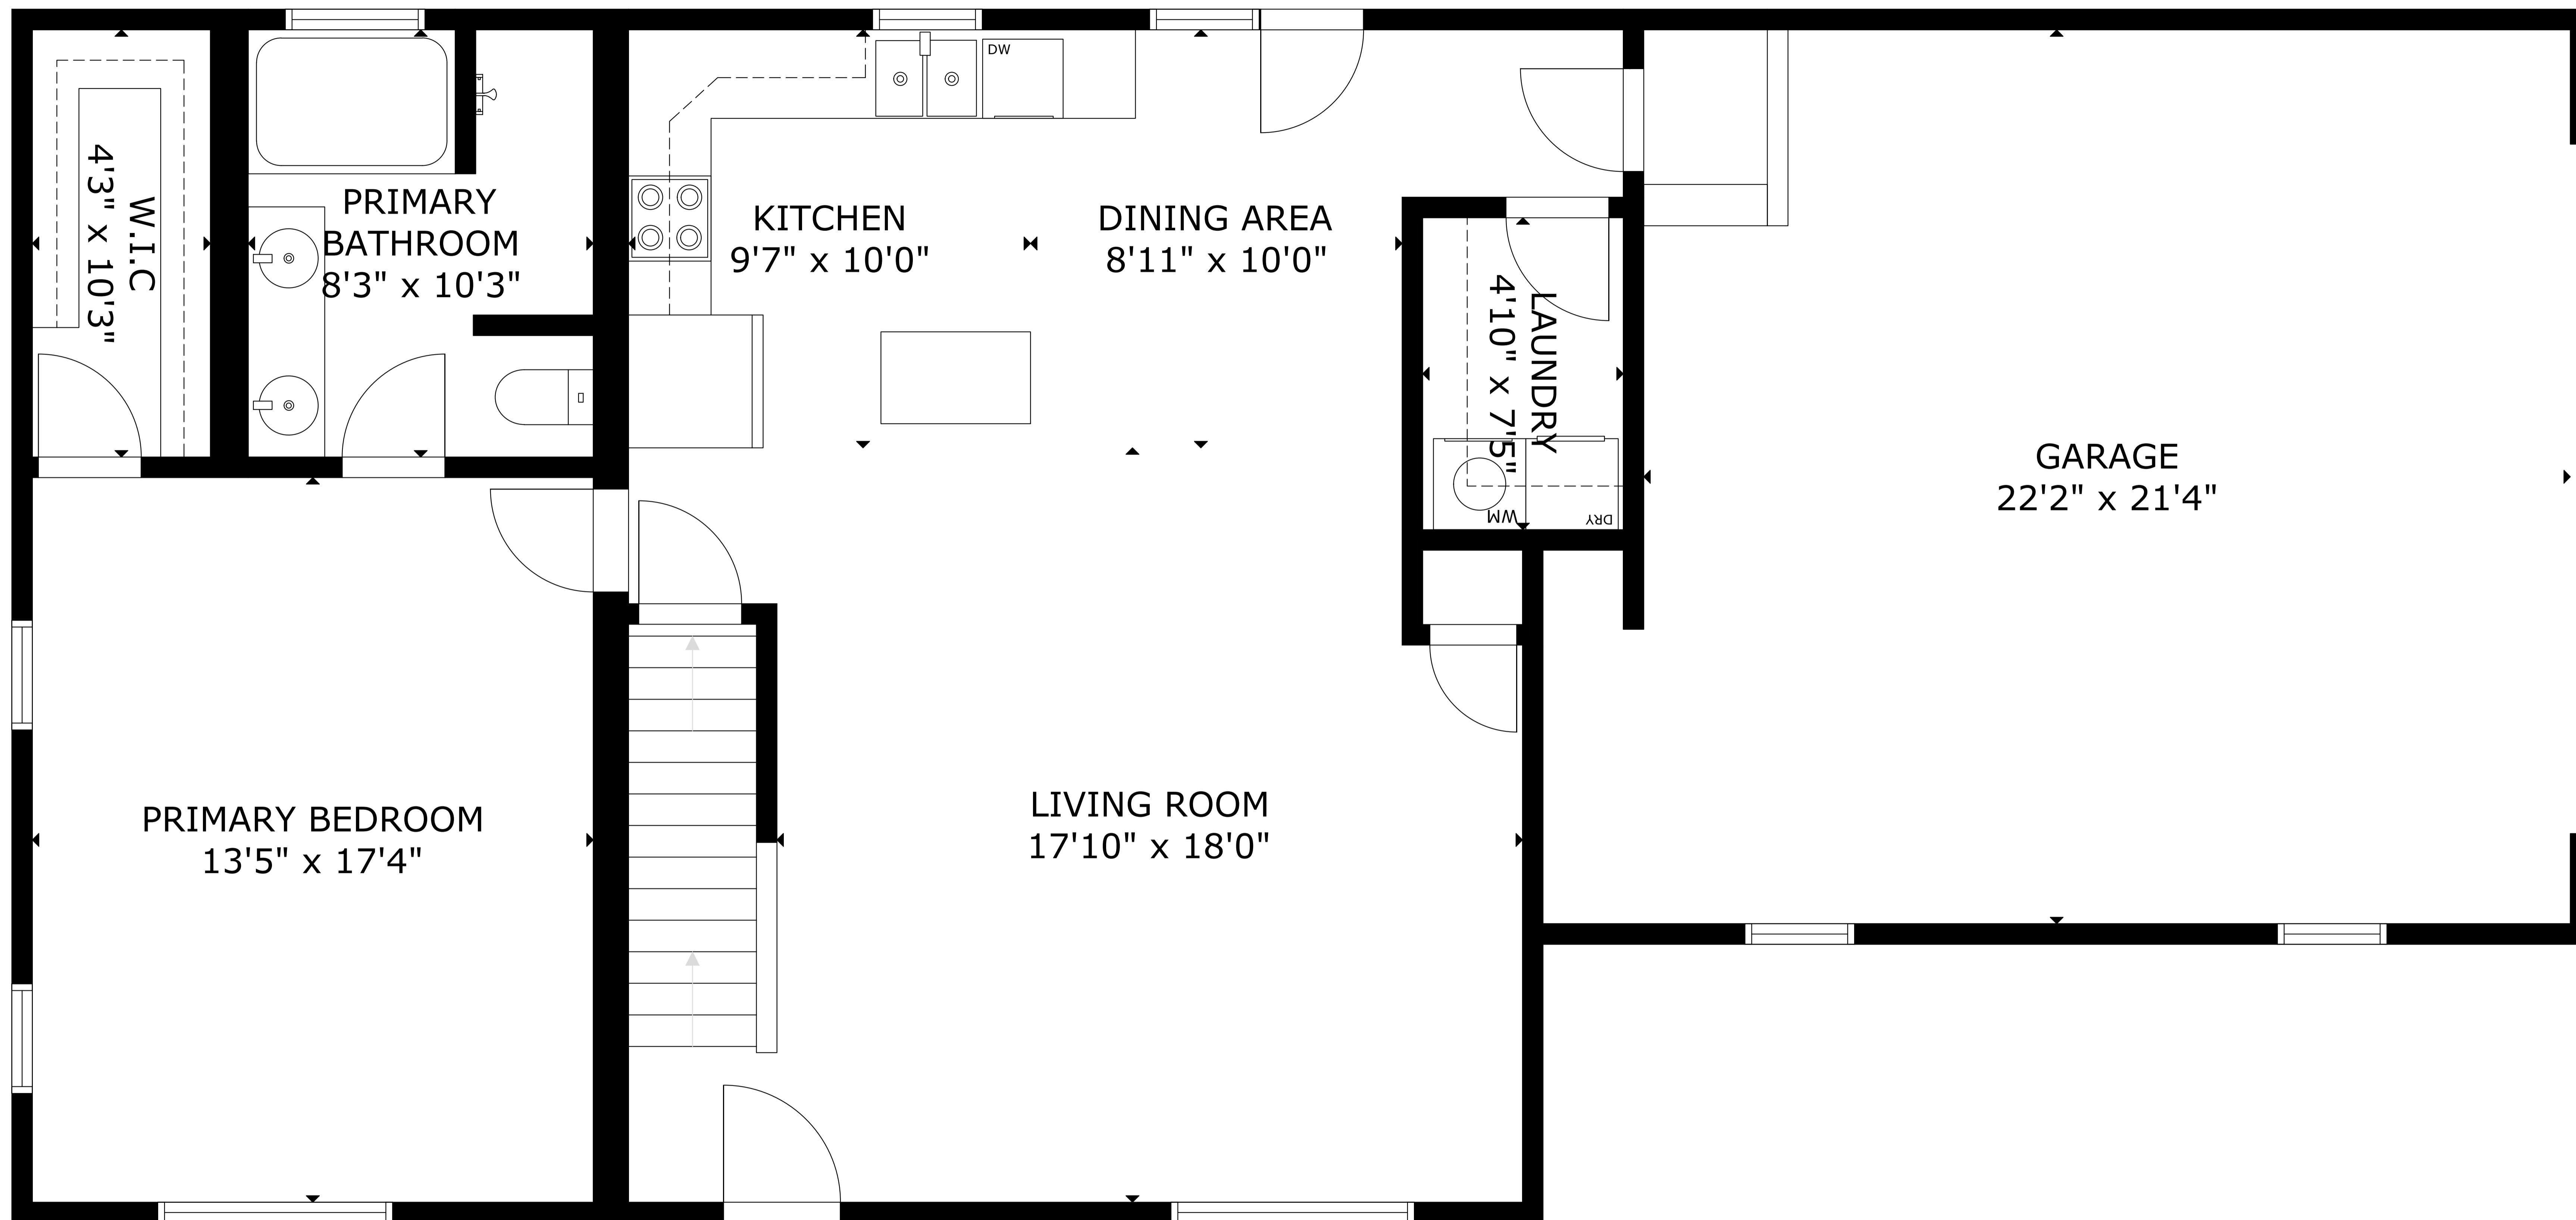 W.I.C
4'3" x 10'3"
PRIMARY
BATHROOM
8'3" x 10'3"
KITCHEN
9'7" x 10'0"
DW
DINING AREA
8'11" x 10'0"
LAUNDRY
4'10" x 7'5"
WM
DRY
GARAGE
22'2" x 21'4"
PRIMARY BEDROOM
13'5" x 17'4"
LIVING ROOM
17'10" x 18'0"